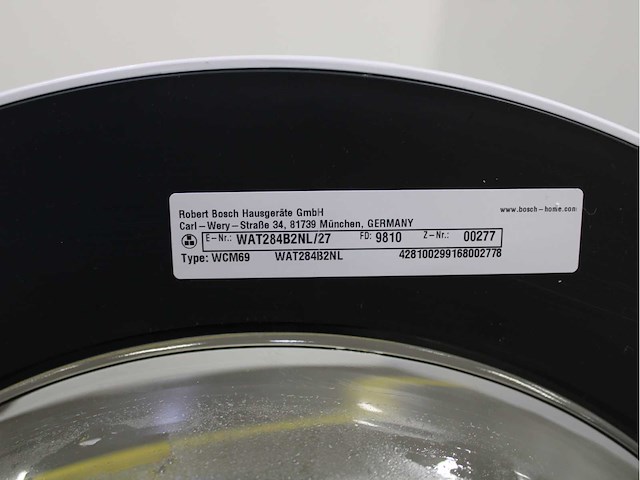 Robert Bosch Hausgeräte GmbH
Carl-Wery-Straße 34, 81739 München, GERMANY
www.bosch-home.com
E-Nr.: WAT284B2NL/27 FD: 9810 Z-Nr.: 00277
Type: WCM69 WAT284B2NL 428100299168002778